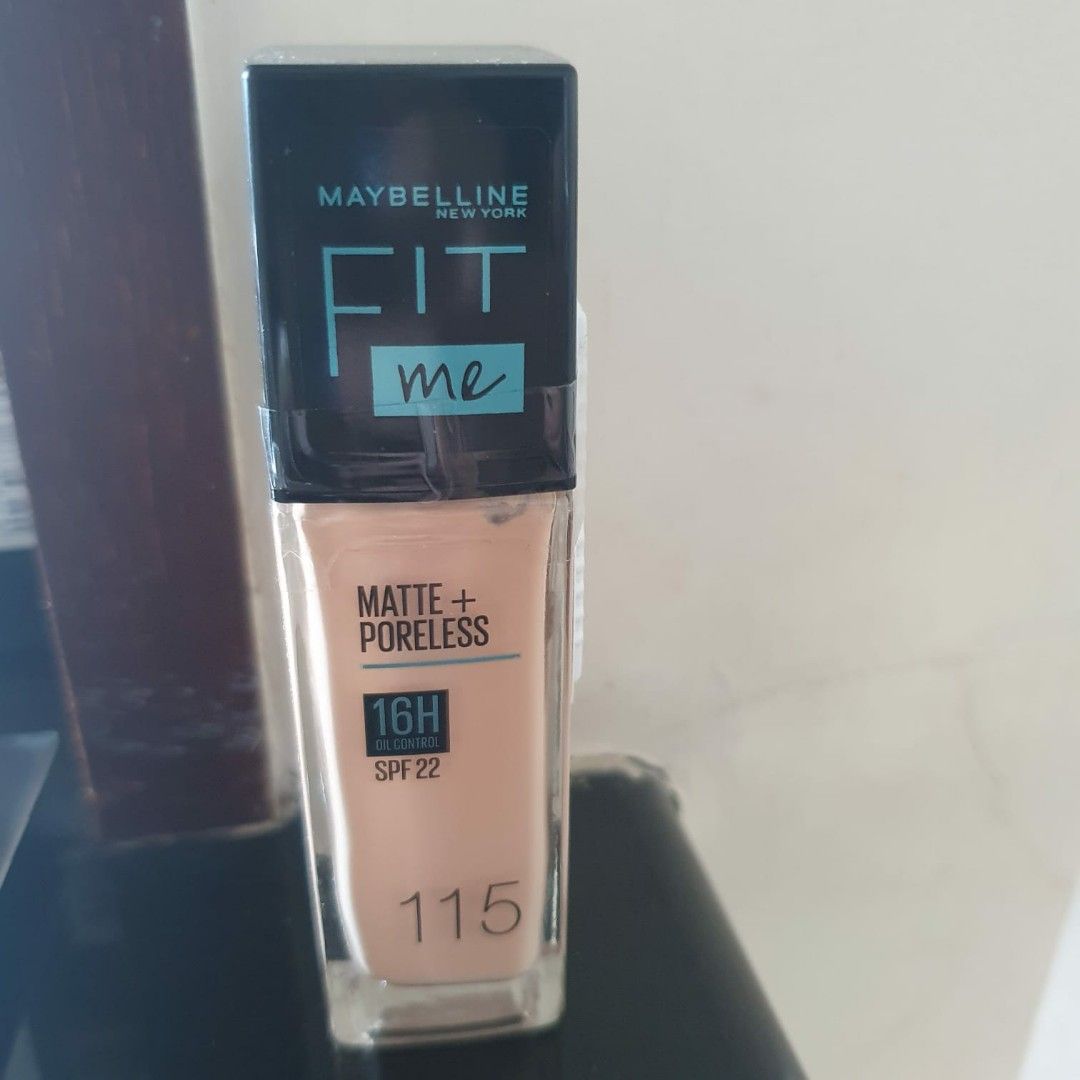 MAYBELLINE
NEW YORK
FIT
me
MATTE +
PORELESS
16H
OIL CONTROL
SPF 22
115